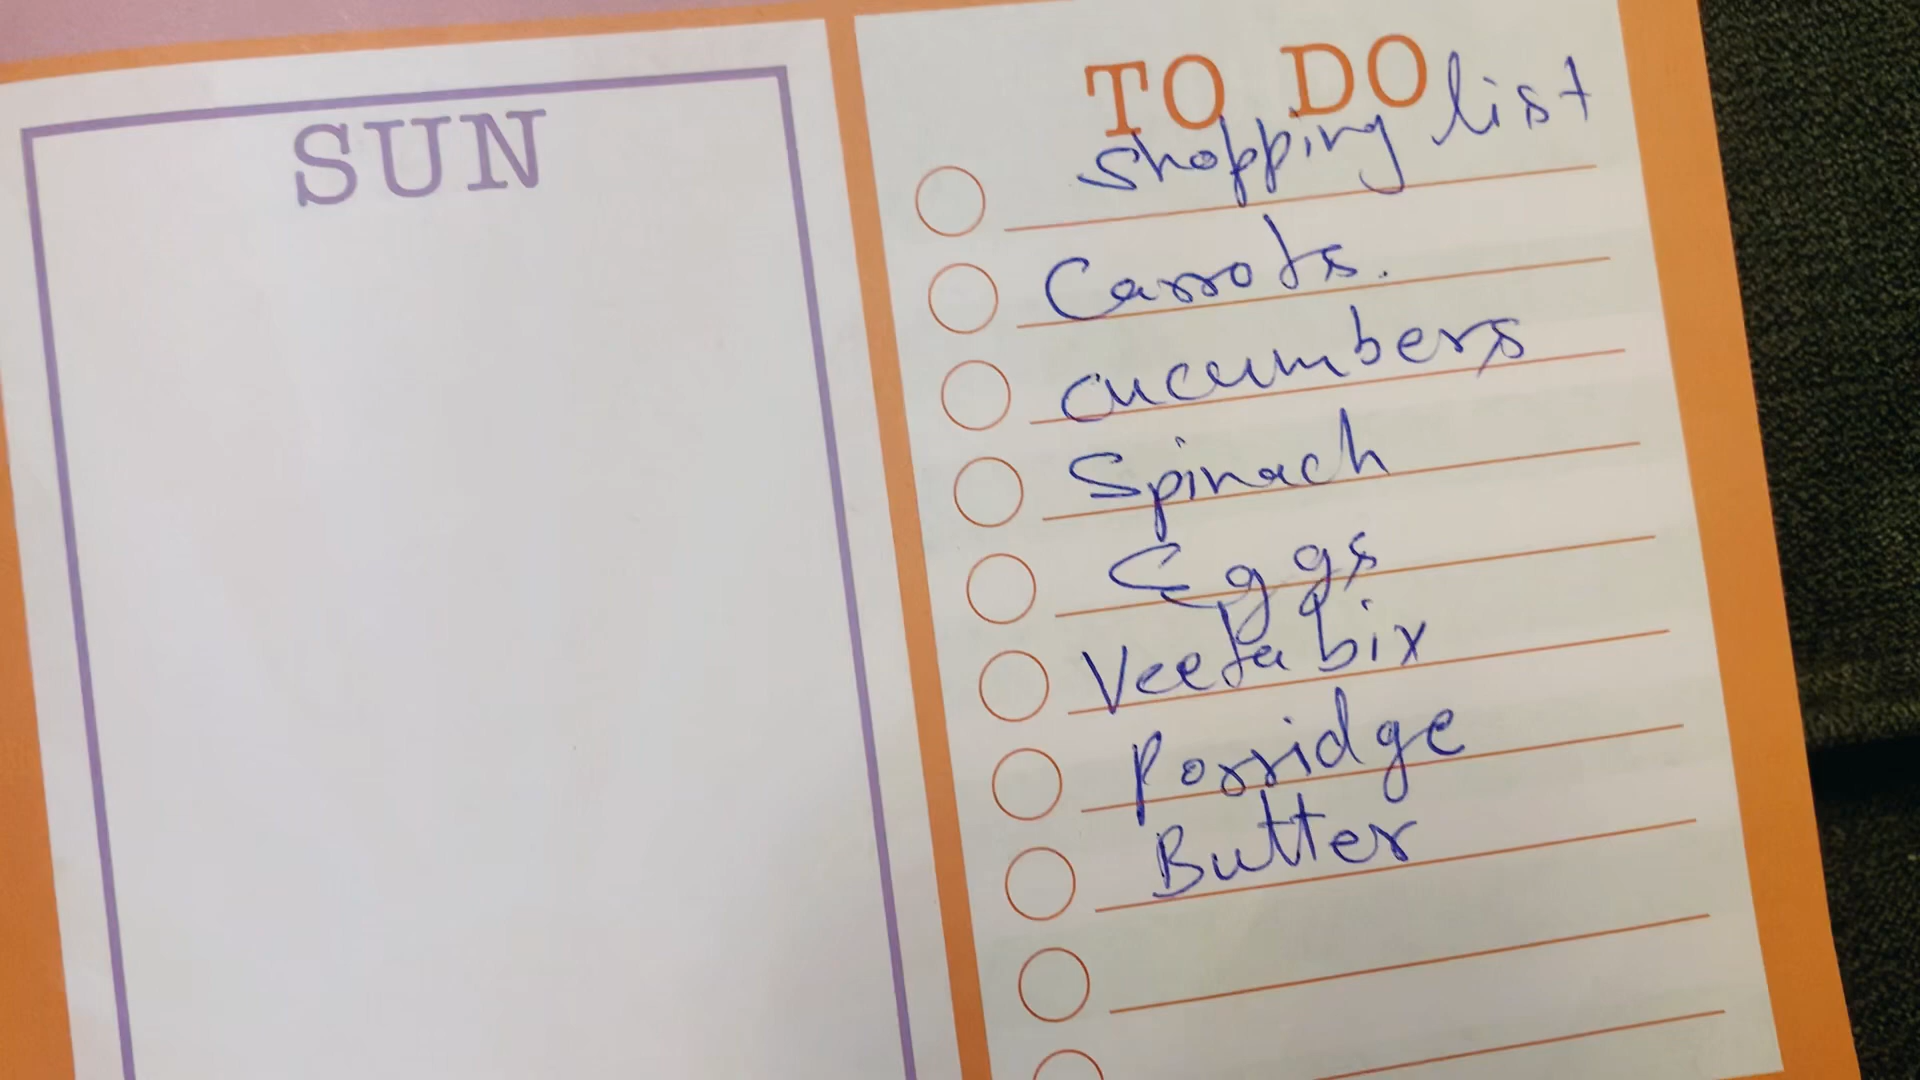 SUN
TO DO
Shopping list
Carrots.
cucumbers
Spinach
Eggs
Veetabix
Porridge
Butter